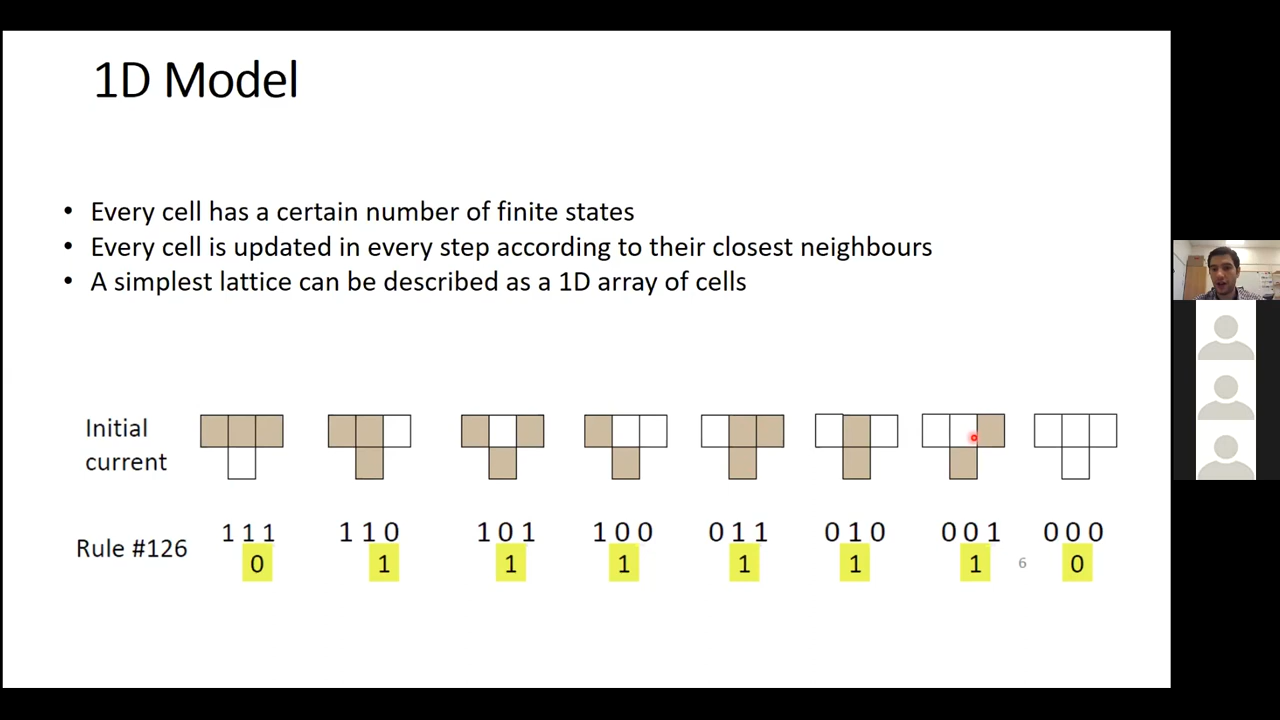 1D Model
• Every cell has a certain number of finite states
• Every cell is updated in every step according to their closest neighbours
• A simplest lattice can be described as a 1D array of cells
Initial
current
Rule #126
1 1 1 1 1 0 1 0 1 1 0 0 0 1 1 0 1 0 0 0 1 0 0 0
0 1 1 1 1 1 1 6 0